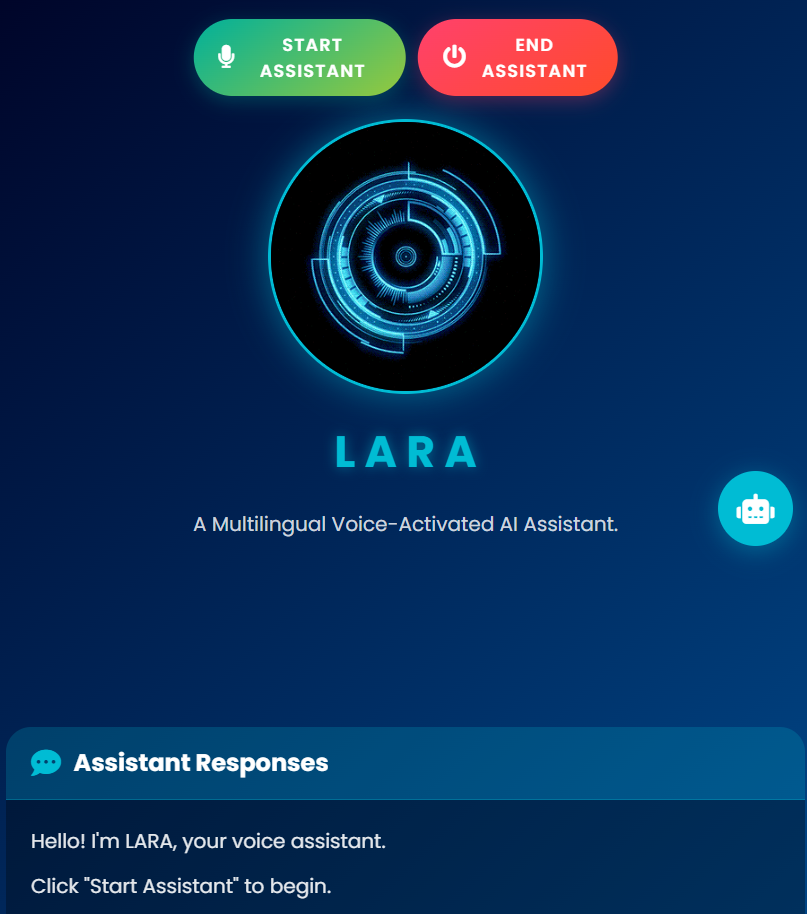 START
ASSISTANT
END
ASSISTANT
LARA
A Multilingual Voice-Activated AI Assistant.
Assistant Responses
Hello! I'm LARA, your voice assistant.
Click "Start Assistant" to begin.